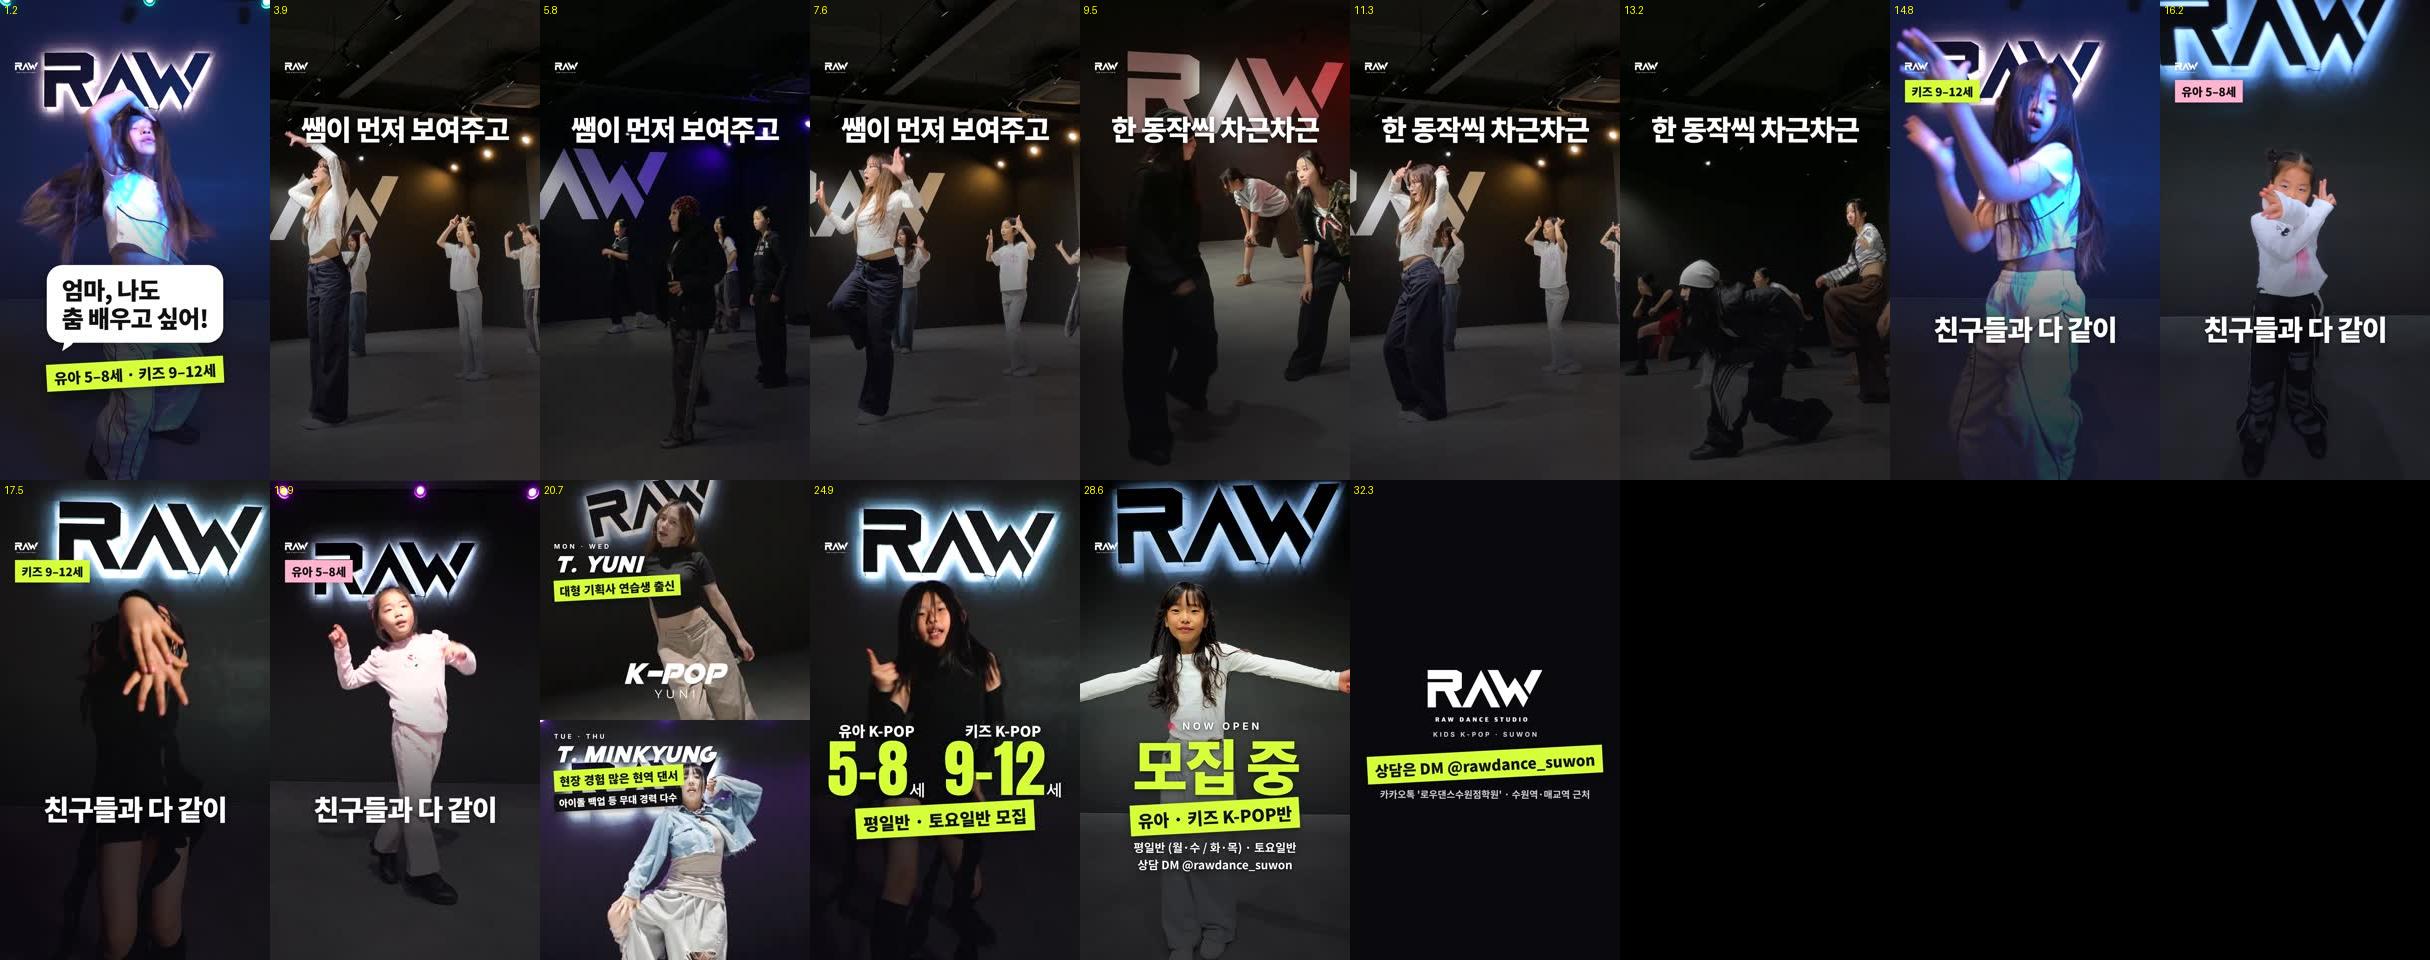 1.2
RAW
RAW
엄마, 나도
춤 배우고 싶어!
유아 5-8세 · 키즈 9-12세
3.9
RAW
쌤이 먼저 보여주고
5.8
RAW
쌤이 먼저 보여주고
7.6
RAW
쌤이 먼저 보여주고
9.5
RAW
RAW
한 동작씩 차근차근
11.3
RAW
한 동작씩 차근차근
13.2
RAW
한 동작씩 차근차근
14.8
RAW
RAW
키즈 9-12세
친구들과 다 같이
16.2
RAW
RAW
유아 5-8세
친구들과 다 같이
17.5
RAW
RAW
키즈 9-12세
친구들과 다 같이
RAW
RAW
유아 5-8세
친구들과 다 같이
20.7
RAW
MON · WED
T. YUNI
대형 기획사 연습생 출신
K-POP
YUNI
TUE · THU
T. MINKYUNG
현장 경험 많은 현역 댄서
아이돌 백업 등 무대 경력 다수
24.9
RAW
RAW
유아 K-POP 키즈 K-POP
5-8세 9-12세
평일반 · 토요일반 모집
28.6
RAW
RAW
NOW OPEN
모집 중
유아 · 키즈 K-POP반
평일반 (월·수 / 화·목) · 토요일반
상담 DM @rawdance_suwon
32.3
RAW
RAW DANCE STUDIO
KIDS K-POP · SUWON
상담은 DM @rawdance_suwon
카카오톡 '로우댄스수원점학원' · 수원역·매교역 근처